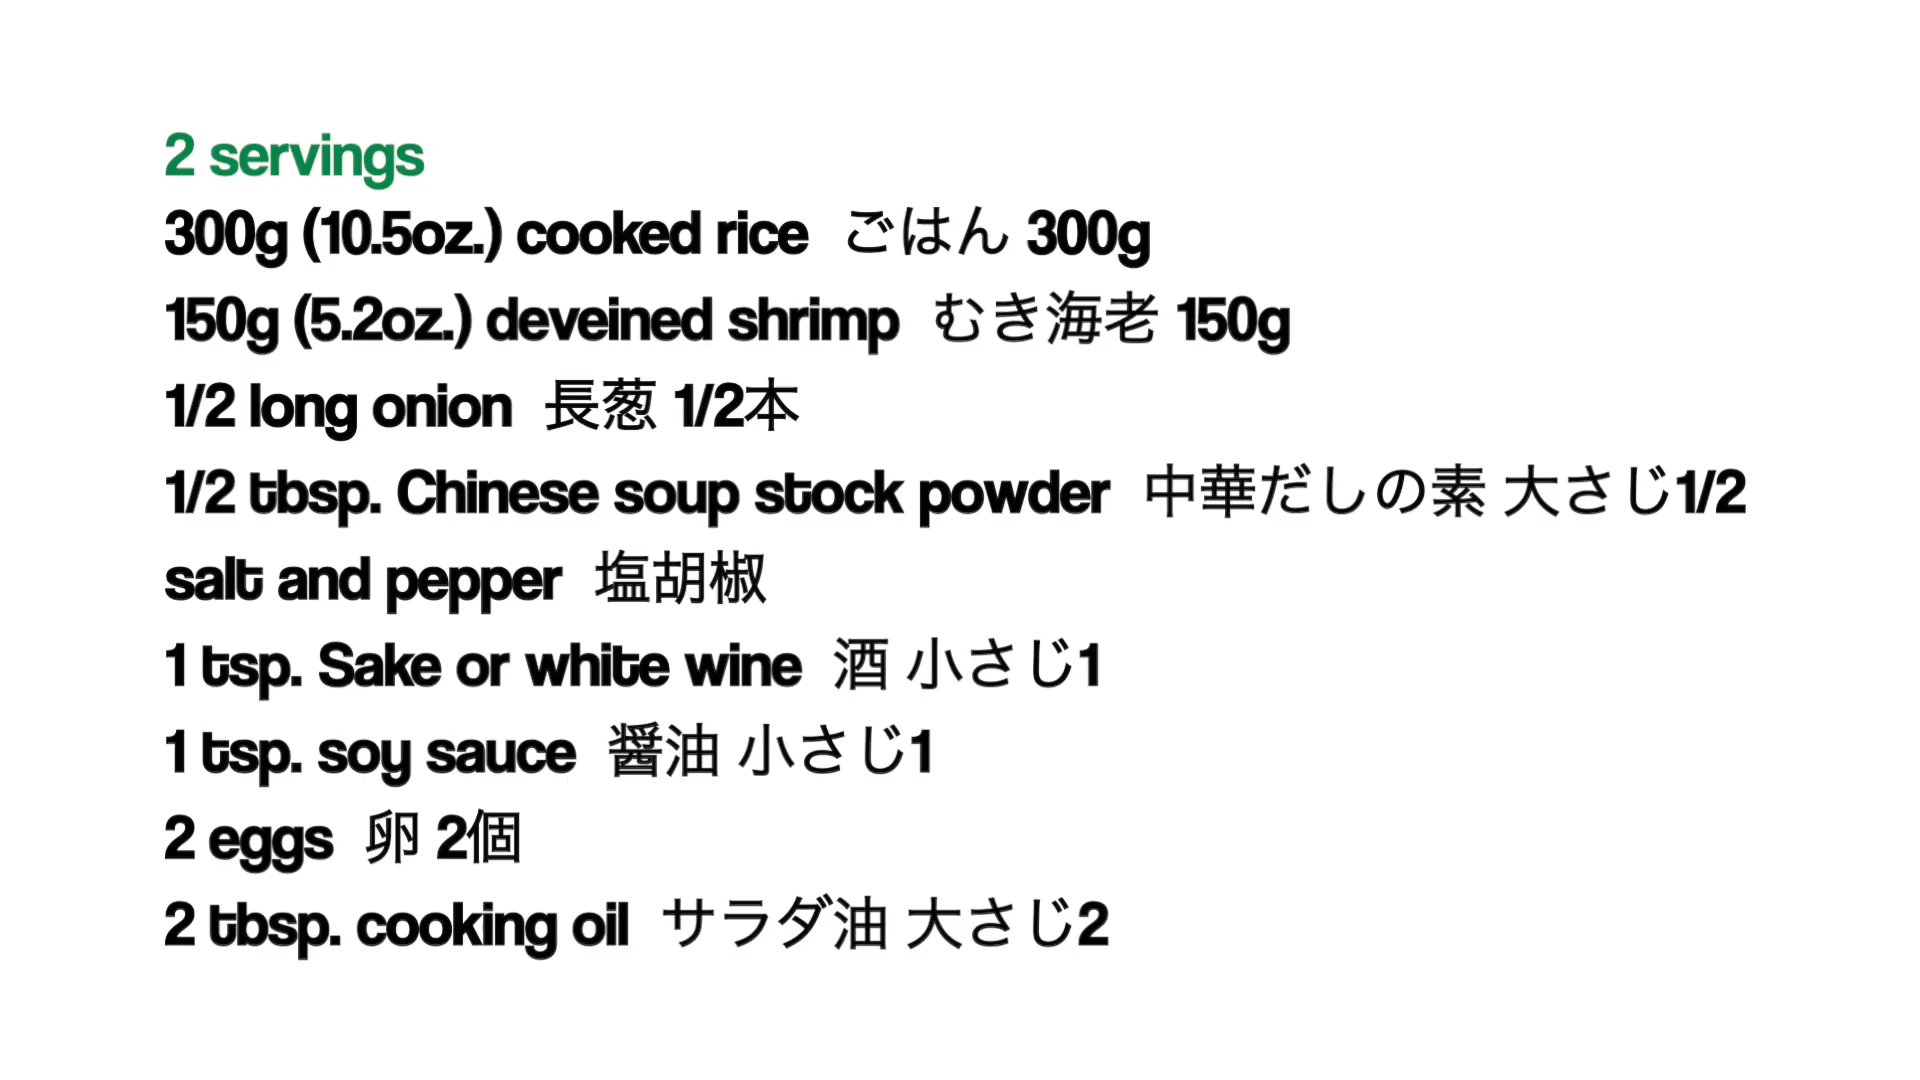 2 servings
300g (10.5oz.) cooked rice ごはん 300g
150g (5.2oz.) deveined shrimp むき海老 150g
1/2 long onion 長葱 1/2本
1/2 tbsp. Chinese soup stock powder 中華だしの素 大さじ1/2
salt and pepper 塩胡椒
1 tsp. Sake or white wine 酒 小さじ1
1 tsp. soy sauce 醤油 小さじ1
2 eggs 卵 2個
2 tbsp. cooking oil サラダ油 大さじ2